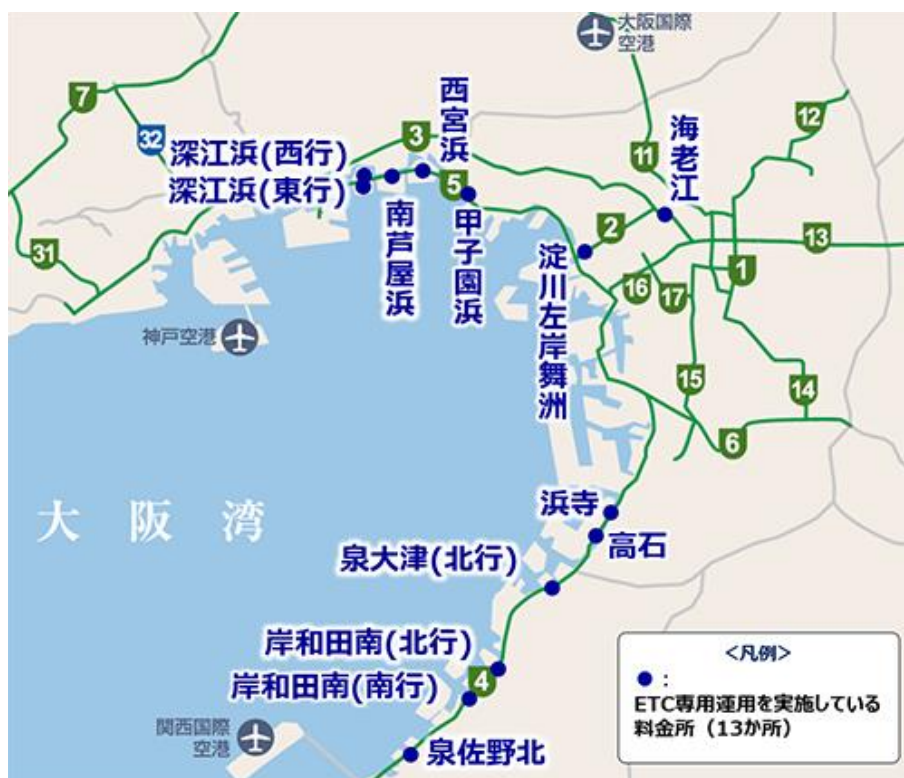 大阪国際
空港
7
12
西宮浜
3
海老江
32
深江浜(西行)
11
深江浜(東行)
5
南芦屋浜
甲子園浜
2
13
31
淀川左岸舞洲
16
17
1
神戸空港
15
14
6
大阪湾
浜寺
高石
泉大津(北行)
岸和田南(北行)
岸和田南(南行)
4
関西国際
空港
泉佐野北
<凡例>
● :
ETC専用運用を実施している
料金所（13か所）